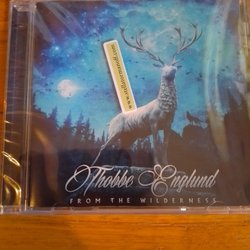 Thobbe Englund
FROM THE WILDERNESS